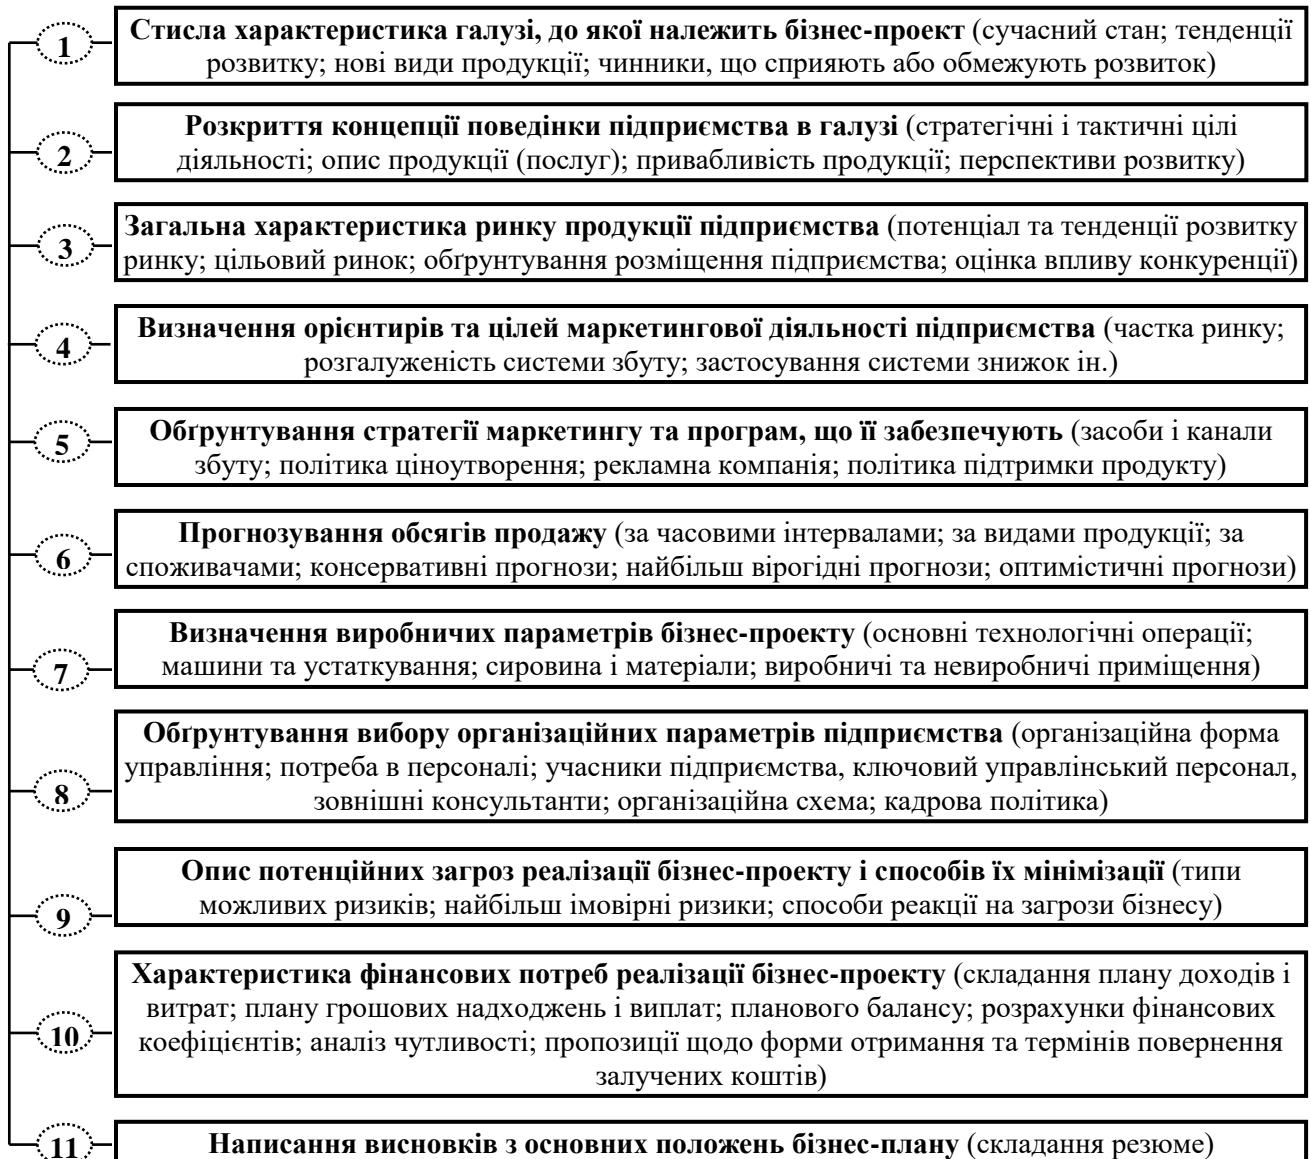 1
Стисла характеристика галузі, до якої належить бізнес-проект (сучасний стан; тенденції
розвитку; нові види продукції; чинники, що сприяють або обмежують розвиток)
2
Розкриття концепції поведінки підприємства в галузі (стратегічні і тактичні цілі
діяльності; опис продукції (послуг); привабливість продукції; перспективи розвитку)
3
Загальна характеристика ринку продукції підприємства (потенціал та тенденції розвитку
ринку; цільовий ринок; обґрунтування розміщення підприємства; оцінка впливу конкуренції)
4
Визначення орієнтирів та цілей маркетингової діяльності підприємства (частка ринку;
розгалуженість системи збуту; застосування системи знижок ін.)
5
Обґрунтування стратегії маркетингу та програм, що її забезпечують (засоби і канали
збуту; політика ціноутворення; рекламна компанія; політика підтримки продукту)
6
Прогнозування обсягів продажу (за часовими інтервалами; за видами продукції; за
споживачами; консервативні прогнози; найбільш вірогідні прогнози; оптимістичні прогнози)
7
Визначення виробничих параметрів бізнес-проекту (основні технологічні операції;
машини та устаткування; сировина і матеріали; виробничі та невиробничі приміщення)
8
Обґрунтування вибору організаційних параметрів підприємства (організаційна форма
управління; потреба в персоналі; учасники підприємства, ключовий управлінський персонал,
зовнішні консультанти; організаційна схема; кадрова політика)
9
Опис потенційних загроз реалізації бізнес-проекту і способів їх мінімізації (типи
можливих ризиків; найбільш імовірні ризики; способи реакції на загрози бізнесу)
10
Характеристика фінансових потреб реалізації бізнес-проекту (складання плану доходів і
витрат; плану грошових надходжень і виплат; планового балансу; розрахунки фінансових
коефіцієнтів; аналіз чутливості; пропозиції щодо форми отримання та термінів повернення
залучених коштів)
11
Написання висновків з основних положень бізнес-плану (складання резюме)